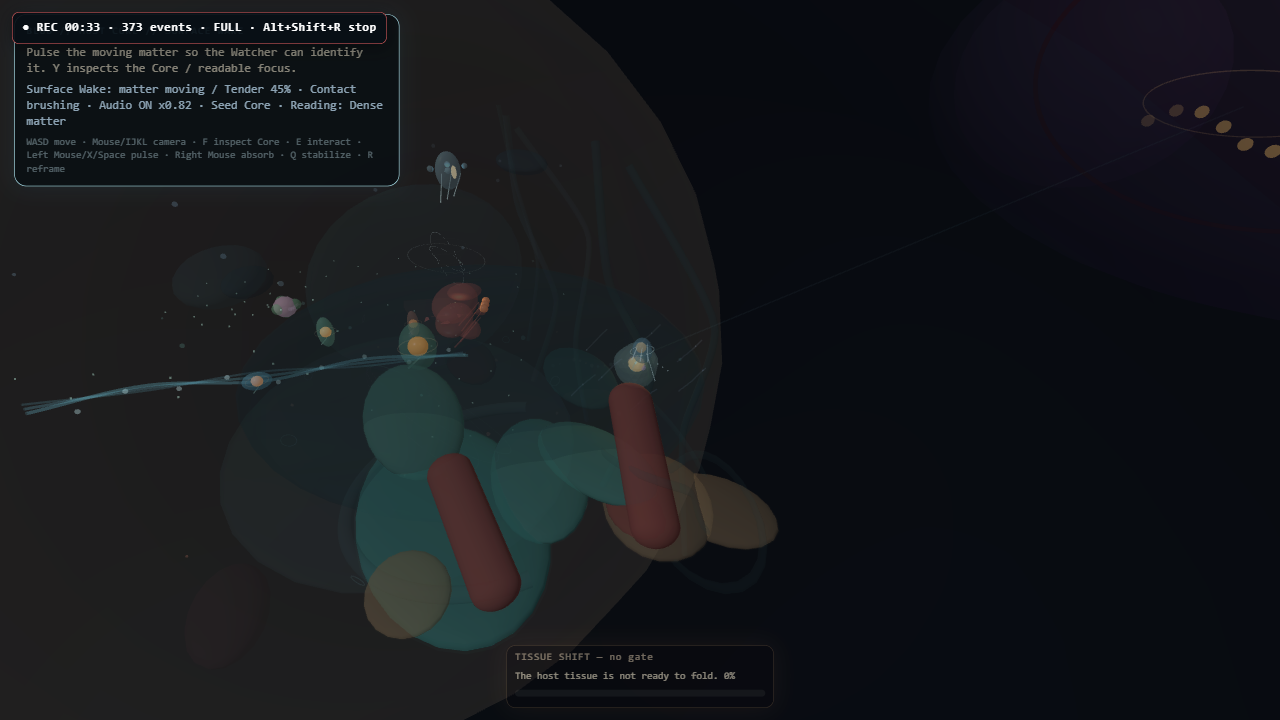 ● REC 00:33 · 373 events · FULL · Alt+Shift+R stop
Pulse the moving matter so the Watcher can identify
it. Y inspects the Core / readable focus.
Surface Wake: matter moving / Tender 45% · Contact
brushing · Audio ON x0.82 · Seed Core · Reading: Dense
matter
WASD move · Mouse/IJKL camera · F inspect Core · E interact ·
Left Mouse/X/Space pulse · Right Mouse absorb · Q stabilize · R
reframe
TISSUE SHIFT — no gate
The host tissue is not ready to fold. 0%